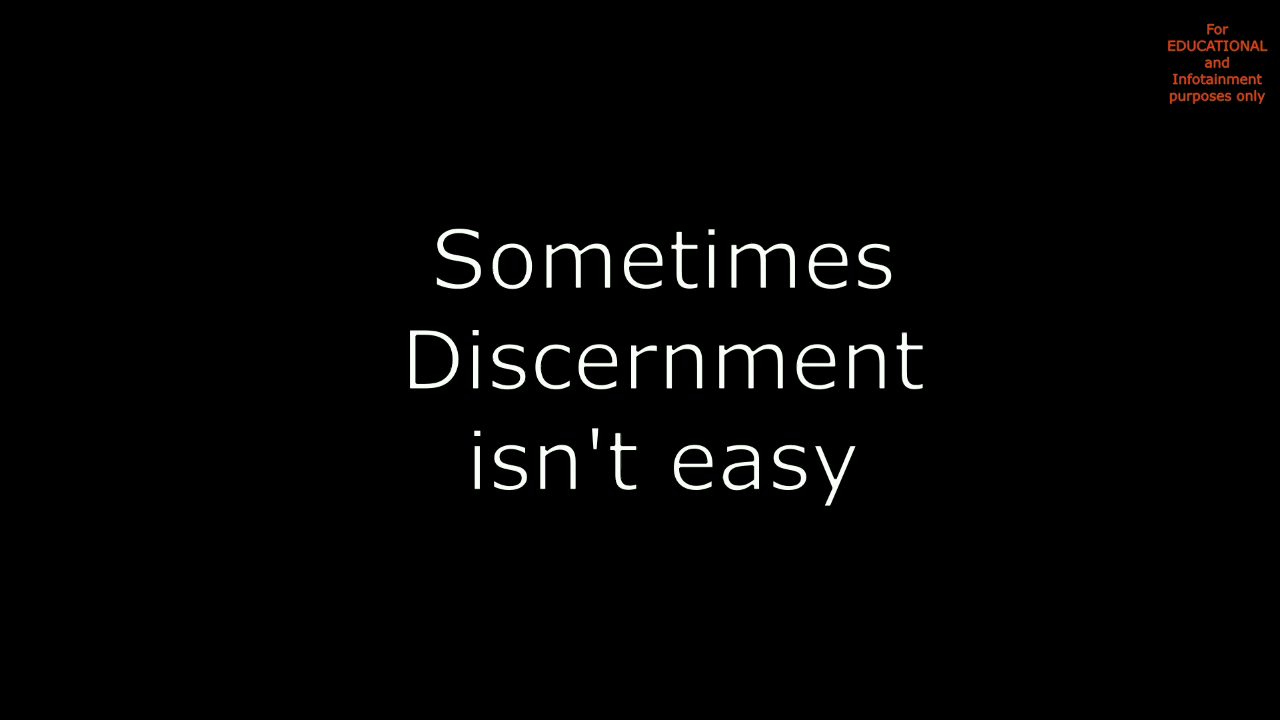 For
EDUCATIONAL
and
Infotainment
purposes only
Sometimes
Discernment
isn't easy